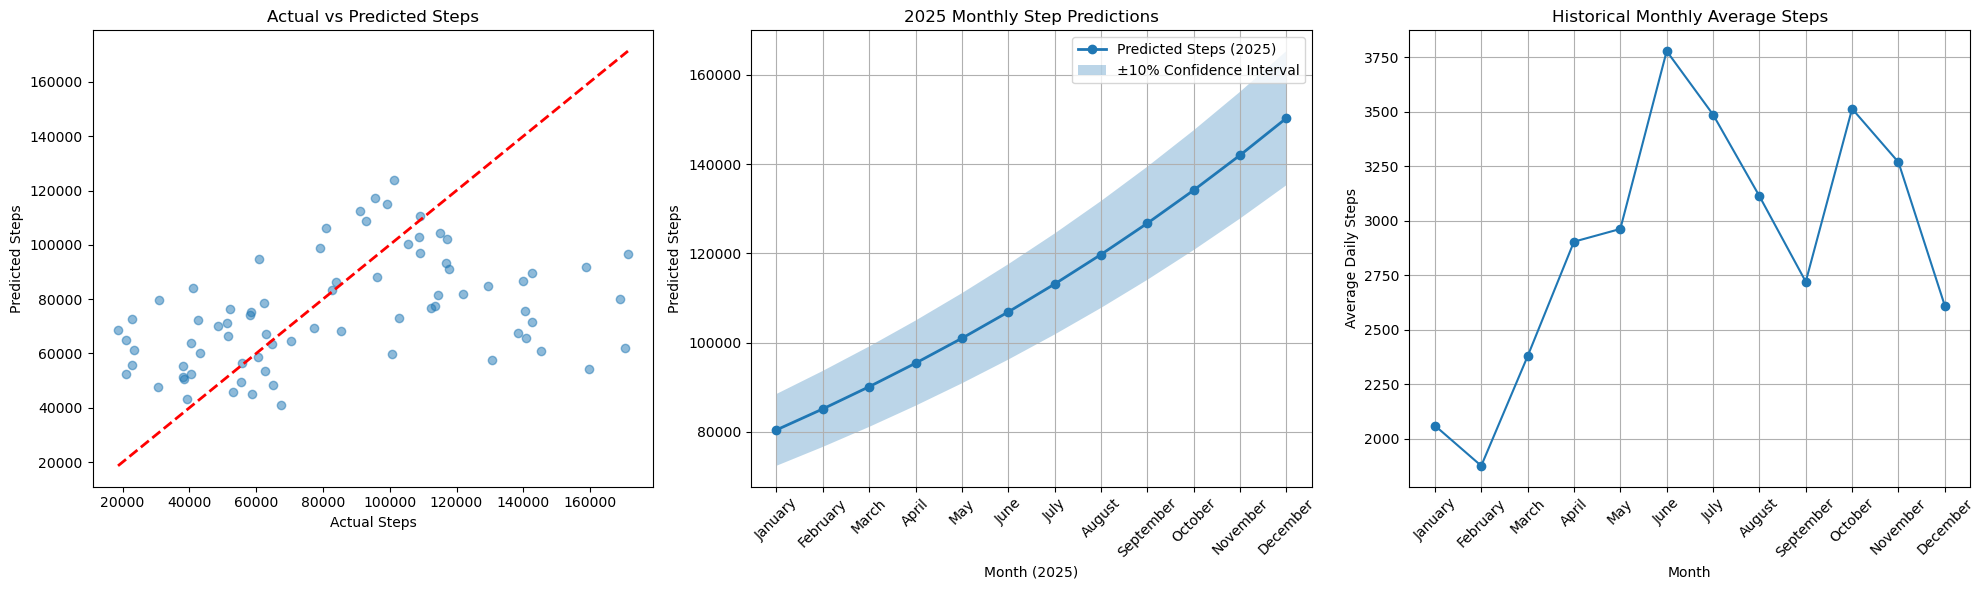 Actual vs Predicted Steps
Predicted Steps
160000
140000
120000
100000
80000
60000
40000
20000
20000 40000 60000 80000 100000 120000 140000 160000
Actual Steps
2025 Monthly Step Predictions
Predicted Steps (2025)
±10% Confidence Interval
Predicted Steps
160000
140000
120000
100000
80000
January February March April May June July August September October November December
Month (2025)
Historical Monthly Average Steps
Average Daily Steps
3750
3500
3250
3000
2750
2500
2250
2000
January February March April May June July August September October November December
Month